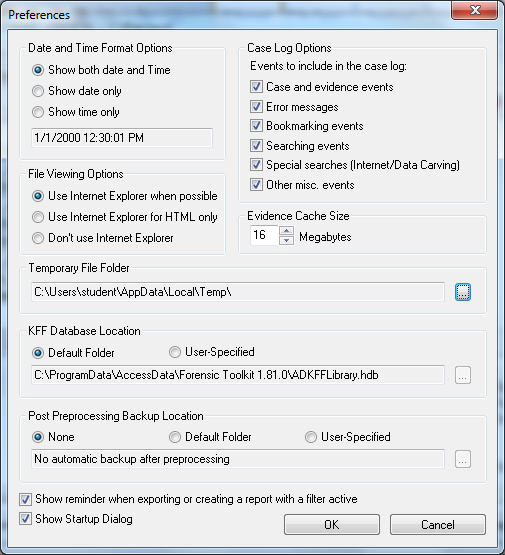 Preferences
Date and Time Format Options
Show both date and Time
Show date only
Show time only
1/1/2000 12:30:01 PM
File Viewing Options
Use Internet Explorer when possible
Use Internet Explorer for HTML only
Don't use Internet Explorer
Case Log Options
Events to include in the case log:
Case and evidence events
Error messages
Bookmarking events
Searching events
Special searches (Internet/Data Carving)
Other misc. events
Evidence Cache Size
16 Megabytes
Temporary File Folder
C:\Users\student\AppData\Local\Temp\ ...
KFF Database Location
Default Folder User-Specified
C:\ProgramData\AccessData\Forensic Toolkit 1.81.0\ADKFFLibrary.hdb ...
Post Preprocessing Backup Location
None Default Folder User-Specified
No automatic backup after preprocessing ...
Show reminder when exporting or creating a report with a filter active
Show Startup Dialog
OK Cancel